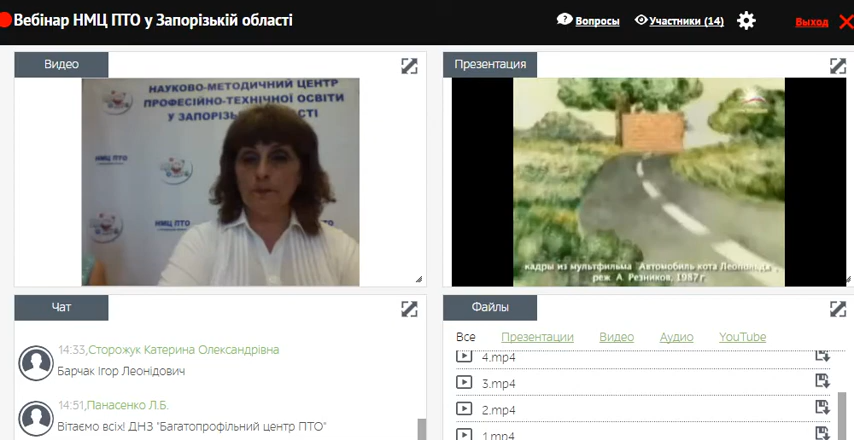 Вебінар НМЦ ПТО у Запорізькій області
Вопросы
Участники (14)
Выход
Видео
НАУКОВО-МЕТОДИЧНИЙ ЦЕНТР
ПРОФЕСІЙНО-ТЕХНІЧНОЇ ОСВІТИ
У ЗАПОРІЗЬ ОБЛАСТІ
НМЦ ПТО
НМЦ ПТО
Презентация
кадры из мультфильма "Автомобиль кота Леопольда",
реж. А. Резников, 1987 г
Чат
14:33,Сторожук Катерина Олександрівна
Барчак Ігор Леонідович
14:51,Панасенко Л.Б.
Вітаємо всіх! ДНЗ "Багатопрофільний центр ПТО"
Файлы
Все
Презентации
Видео
Аудио
YouTube
4.mp4
3.mp4
2.mp4
1.mp4